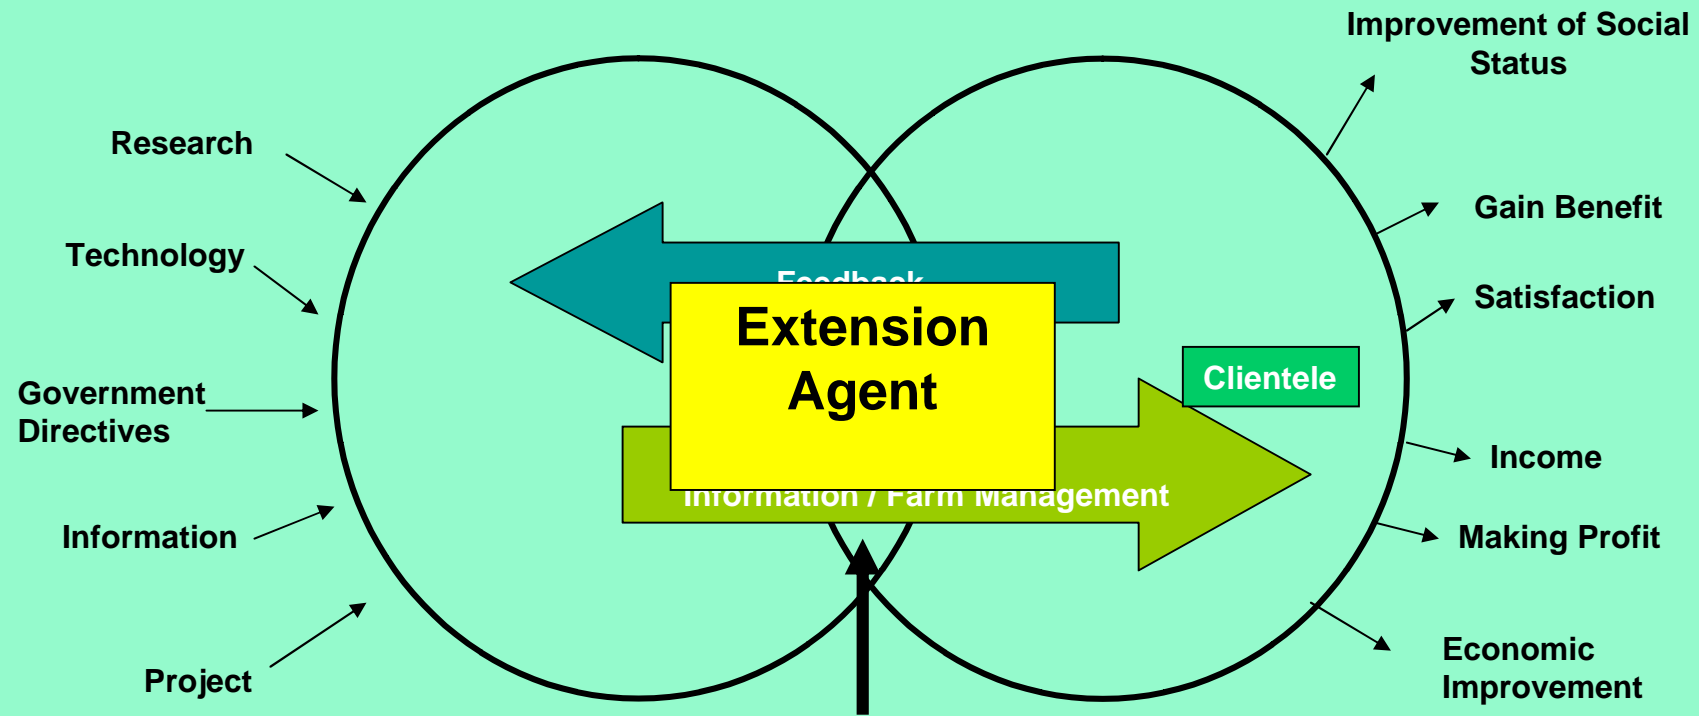 Improvement of Social
Status
Research
Gain Benefit
Technology
Satisfaction
Feedback
Extension
Agent
Clientele
Government
Directives
Income
Information / Farm Management
Information
Making Profit
Project
Economic
Improvement